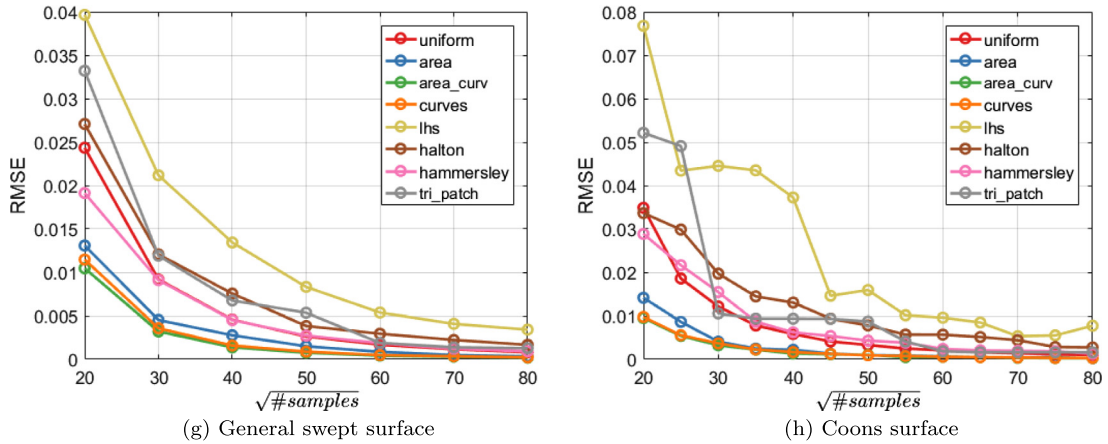 0.04
0.035
0.03
0.025
0.02
0.015
0.01
0.005
0
RMSE
uniform
area
area_curv
curves
lhs
halton
hammersley
tri_patch
20 30 40 50 60 70 80
√#samples
(g) General swept surface
0.08
0.07
0.06
0.05
0.04
0.03
0.02
0.01
0
RMSE
uniform
area
area_curv
curves
lhs
halton
hammersley
tri_patch
20 30 40 50 60 70 80
√#samples
(h) Coons surface